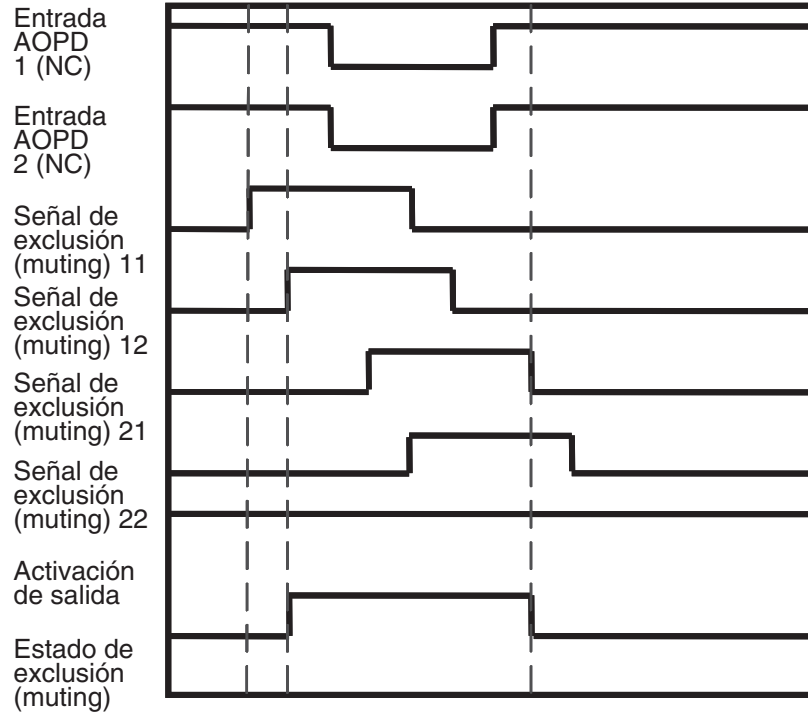 Entrada
AOPD
1 (NC)
Entrada
AOPD
2 (NC)
Señal de
exclusión
(muting) 11
Señal de
exclusión
(muting) 12
Señal de
exclusión
(muting) 21
Señal de
exclusión
(muting) 22
Activación
de salida
Estado de
exclusión
(muting)